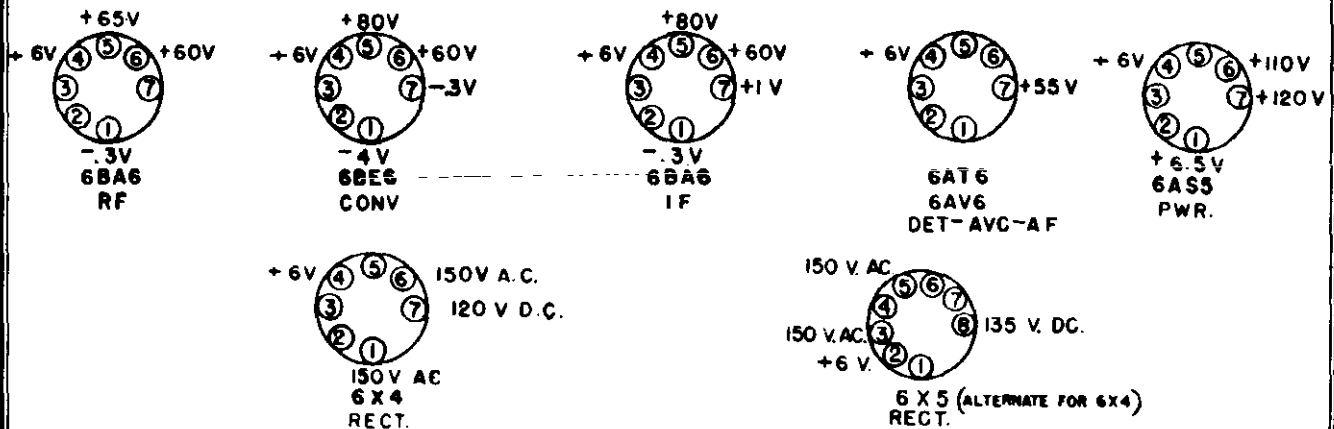 +65V
+6V ④ ⑤ ⑥ +60V
③ ⑦
② ①
-.3V
6BA6
RF
+80V
+6V ④ ⑤ ⑥ +60V
③ ⑦ -.3V
② ①
-4V
6BE6
CONV
+80V
+6V ④ ⑤ ⑥ +60V
③ ⑦ +1V
② ①
-.3V
6BA6
IF
+6V ④ ⑤ ⑥
③ ⑦ +55V
② ①
6AT6
6AV6
DET-AVC-AF
+6V ④ ⑤ ⑥ +110V
③ ⑦ +120V
② ①
+6.5V
6AS5
PWR.
+6V ④ ⑤ ⑥ 150V A.C.
③ ⑦ 120V D.C.
② ①
150V AC
6X4
RECT.
150 V. AC. ⑤ ⑥ ⑦
④
150 V. AC. ③ ⑧ 135 V. DC.
+6 V. ② ①
6X5 (ALTERNATE FOR 6X4)
RECT.